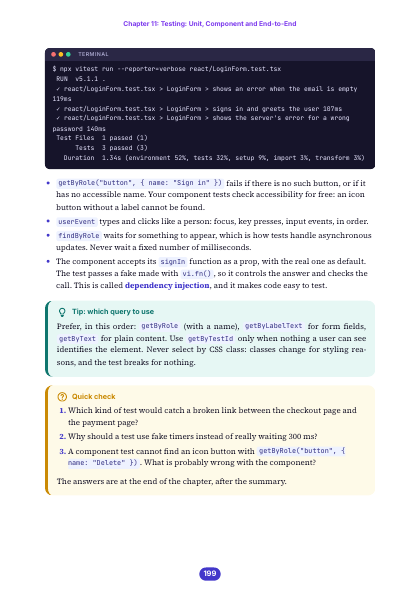 Chapter 11: Testing: Unit, Component and End-to-End
TERMINAL
$ npx vitest run --reporter=verbose react/LoginForm.test.tsx
RUN v5.1.1 .
✓ react/LoginForm.test.tsx > LoginForm > shows an error when the email is empty
119ms
✓ react/LoginForm.test.tsx > LoginForm > signs in and greets the user 107ms
✓ react/LoginForm.test.tsx > LoginForm > shows the server's error for a wrong
password 140ms
Test Files 1 passed (1)
Tests 3 passed (3)
Duration 1.34s (environment 52%, tests 32%, setup 9%, import 3%, transform 3%)
• getByRole("button", { name: "Sign in" }) fails if there is no such button, or if it
has no accessible name. Your component tests check accessibility for free: an icon
button without a label cannot be found.
• userEvent types and clicks like a person: focus, key presses, input events, in order.
• findByRole waits for something to appear, which is how tests handle asynchronous
updates. Never wait a fixed number of milliseconds.
• The component accepts its signIn function as a prop, with the real one as default.
The test passes a fake made with vi.fn(), so it controls the answer and checks the
call. This is called dependency injection, and it makes code easy to test.
Tip: which query to use
Prefer, in this order: getByRole (with a name), getByLabelText for form fields,
getByText for plain content. Use getByTestId only when nothing a user can see
identifies the element. Never select by CSS class: classes change for styling rea-
sons, and the test breaks for nothing.
Quick check
1. Which kind of test would catch a broken link between the checkout page and
the payment page?
2. Why should a test use fake timers instead of really waiting 300 ms?
3. A component test cannot find an icon button with getByRole("button", {
name: "Delete" }). What is probably wrong with the component?
The answers are at the end of the chapter, after the summary.
199